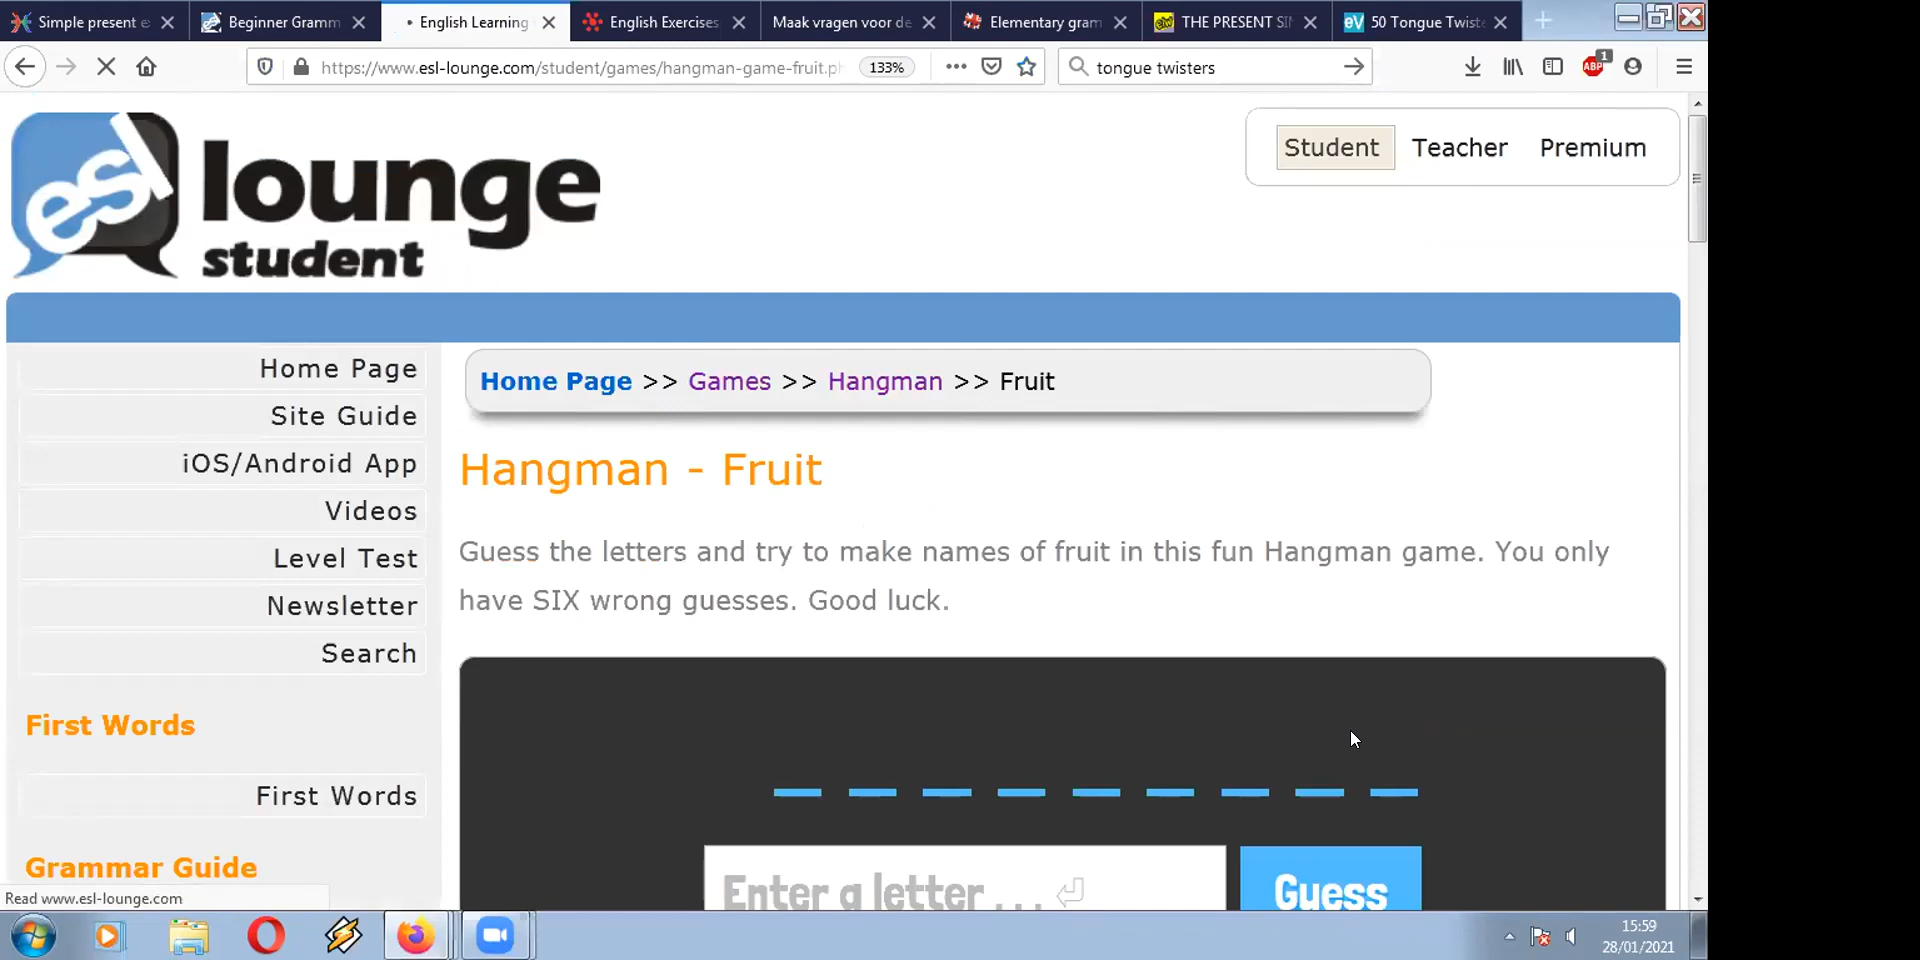 Simple present e
Beginner Gramm
English Learning
English Exercises
Maak vragen voor de
Elementary gram
THE PRESENT SI
50 Tongue Twist
https://www.esl-lounge.com/student/games/hangman-game-fruit.ph
133%
tongue twisters
ABP
1
esl lounge
student
Student
Teacher
Premium
Home Page
Site Guide
iOS/Android App
Videos
Level Test
Newsletter
Search
First Words
First Words
Grammar Guide
Home Page >> Games >> Hangman >> Fruit
Hangman - Fruit
Guess the letters and try to make names of fruit in this fun Hangman game. You only
have SIX wrong guesses. Good luck.
Enter a letter . . .
Guess
Read www.esl-lounge.com
15:59
28/01/2021